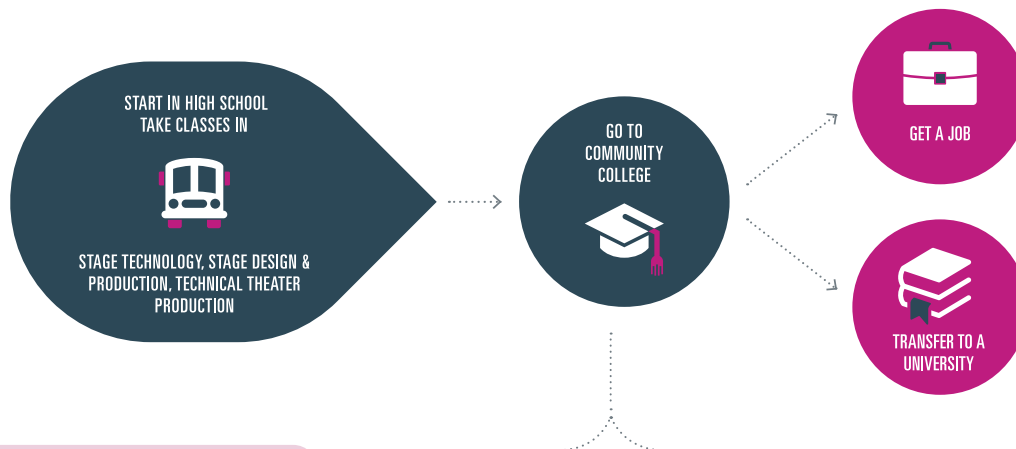 START IN HIGH SCHOOL
TAKE CLASSES IN
STAGE TECHNOLOGY, STAGE DESIGN &
PRODUCTION, TECHNICAL THEATER
PRODUCTION
GO TO
COMMUNITY
COLLEGE
GET A JOB
TRANSFER TO A
UNIVERSITY